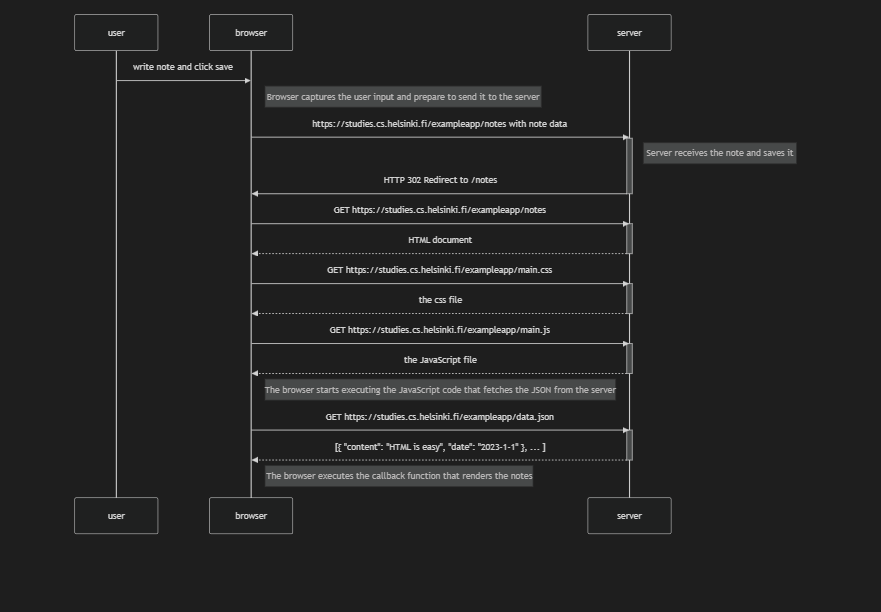 user
browser
server
write note and click save
Browser captures the user input and prepare to send it to the server
https://studies.cs.helsinki.fi/exampleapp/notes with note data
Server receives the note and saves it
HTTP 302 Redirect to /notes
GET https://studies.cs.helsinki.fi/exampleapp/notes
HTML document
GET https://studies.cs.helsinki.fi/exampleapp/main.css
the css file
GET https://studies.cs.helsinki.fi/exampleapp/main.js
the JavaScript file
The browser starts executing the JavaScript code that fetches the JSON from the server
GET https://studies.cs.helsinki.fi/exampleapp/data.json
[{ "content": "HTML is easy", "date": "2023-1-1" }, ... ]
The browser executes the callback function that renders the notes
user
browser
server